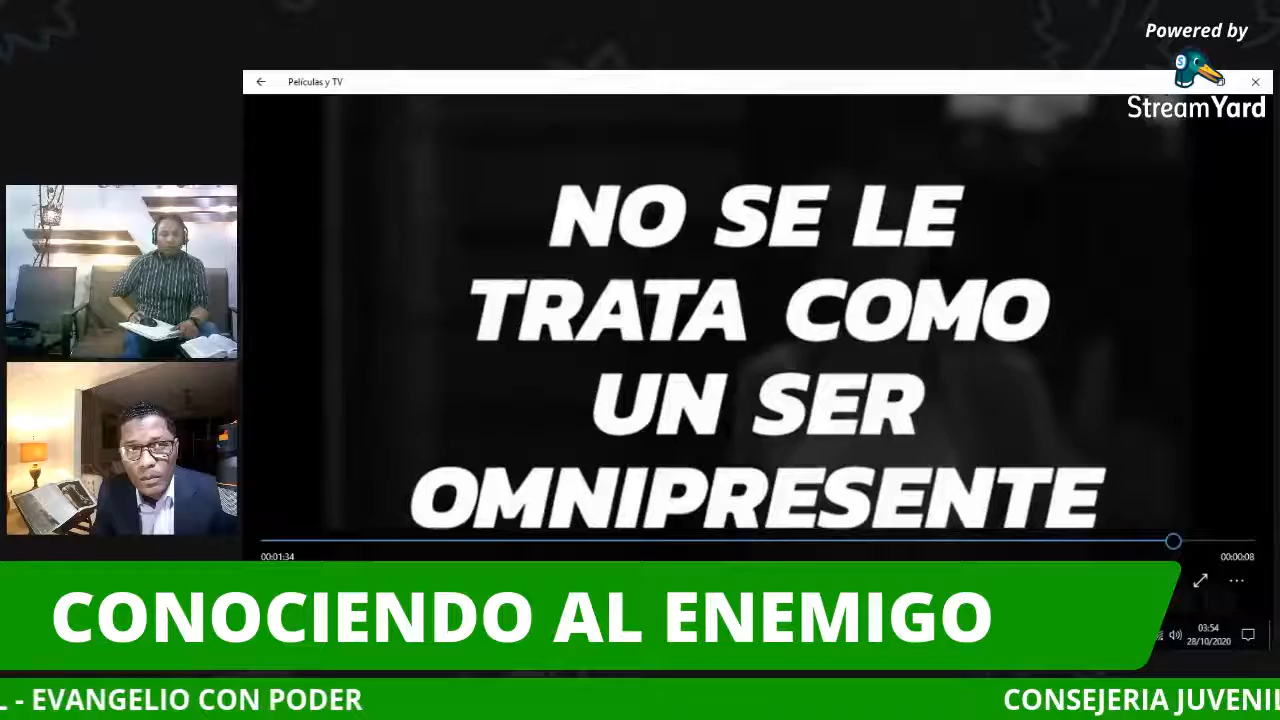 Powered by
StreamYard
Películas y TV
NO SE LE
TRATA COMO
UN SER
OMNIPRESENTE
00:01:34
00:00:08
CONOCIENDO AL ENEMIGO
03:54
28/10/2020
L - EVANGELIO CON PODER
CONSEJERIA JUVENIL